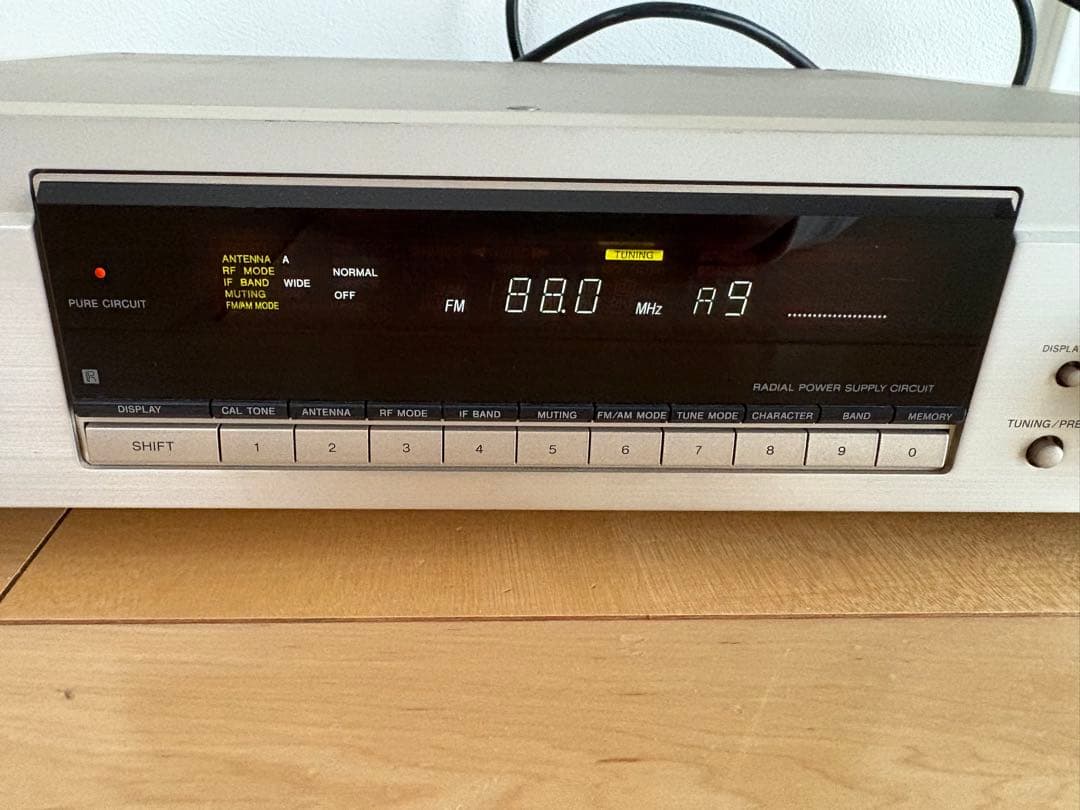 TUNING
ANTENNA A
RF MODE NORMAL
IF BAND WIDE
MUTING OFF
FM/AM MODE
PURE CIRCUIT
FM 88.0 MHz A9
R
RADIAL POWER SUPPLY CIRCUIT
DISPLAY CAL TONE ANTENNA RF MODE IF BAND MUTING FM/AM MODE TUNE MODE CHARACTER BAND MEMORY
SHIFT 1 2 3 4 5 6 7 8 9 0
DISPLA
TUNING/PRE